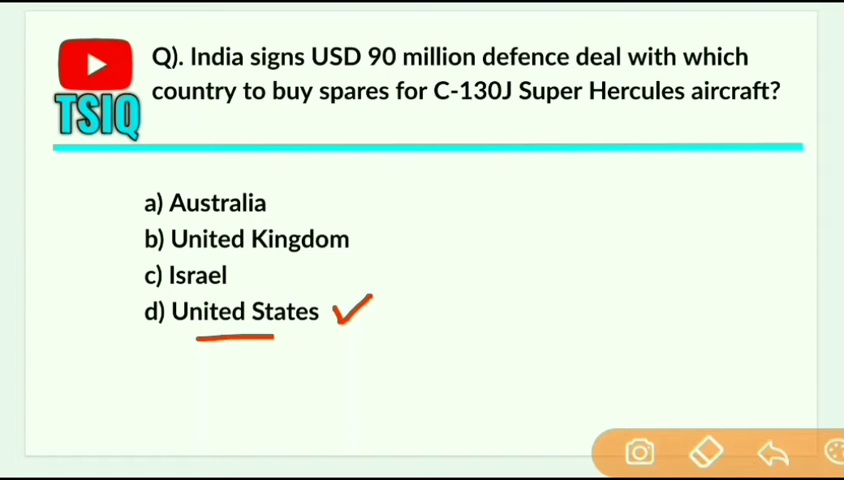 Q). India signs USD 90 million defence deal with which
country to buy spares for C-130J Super Hercules aircraft?
TSIQ
a) Australia
b) United Kingdom
c) Israel
d) United States